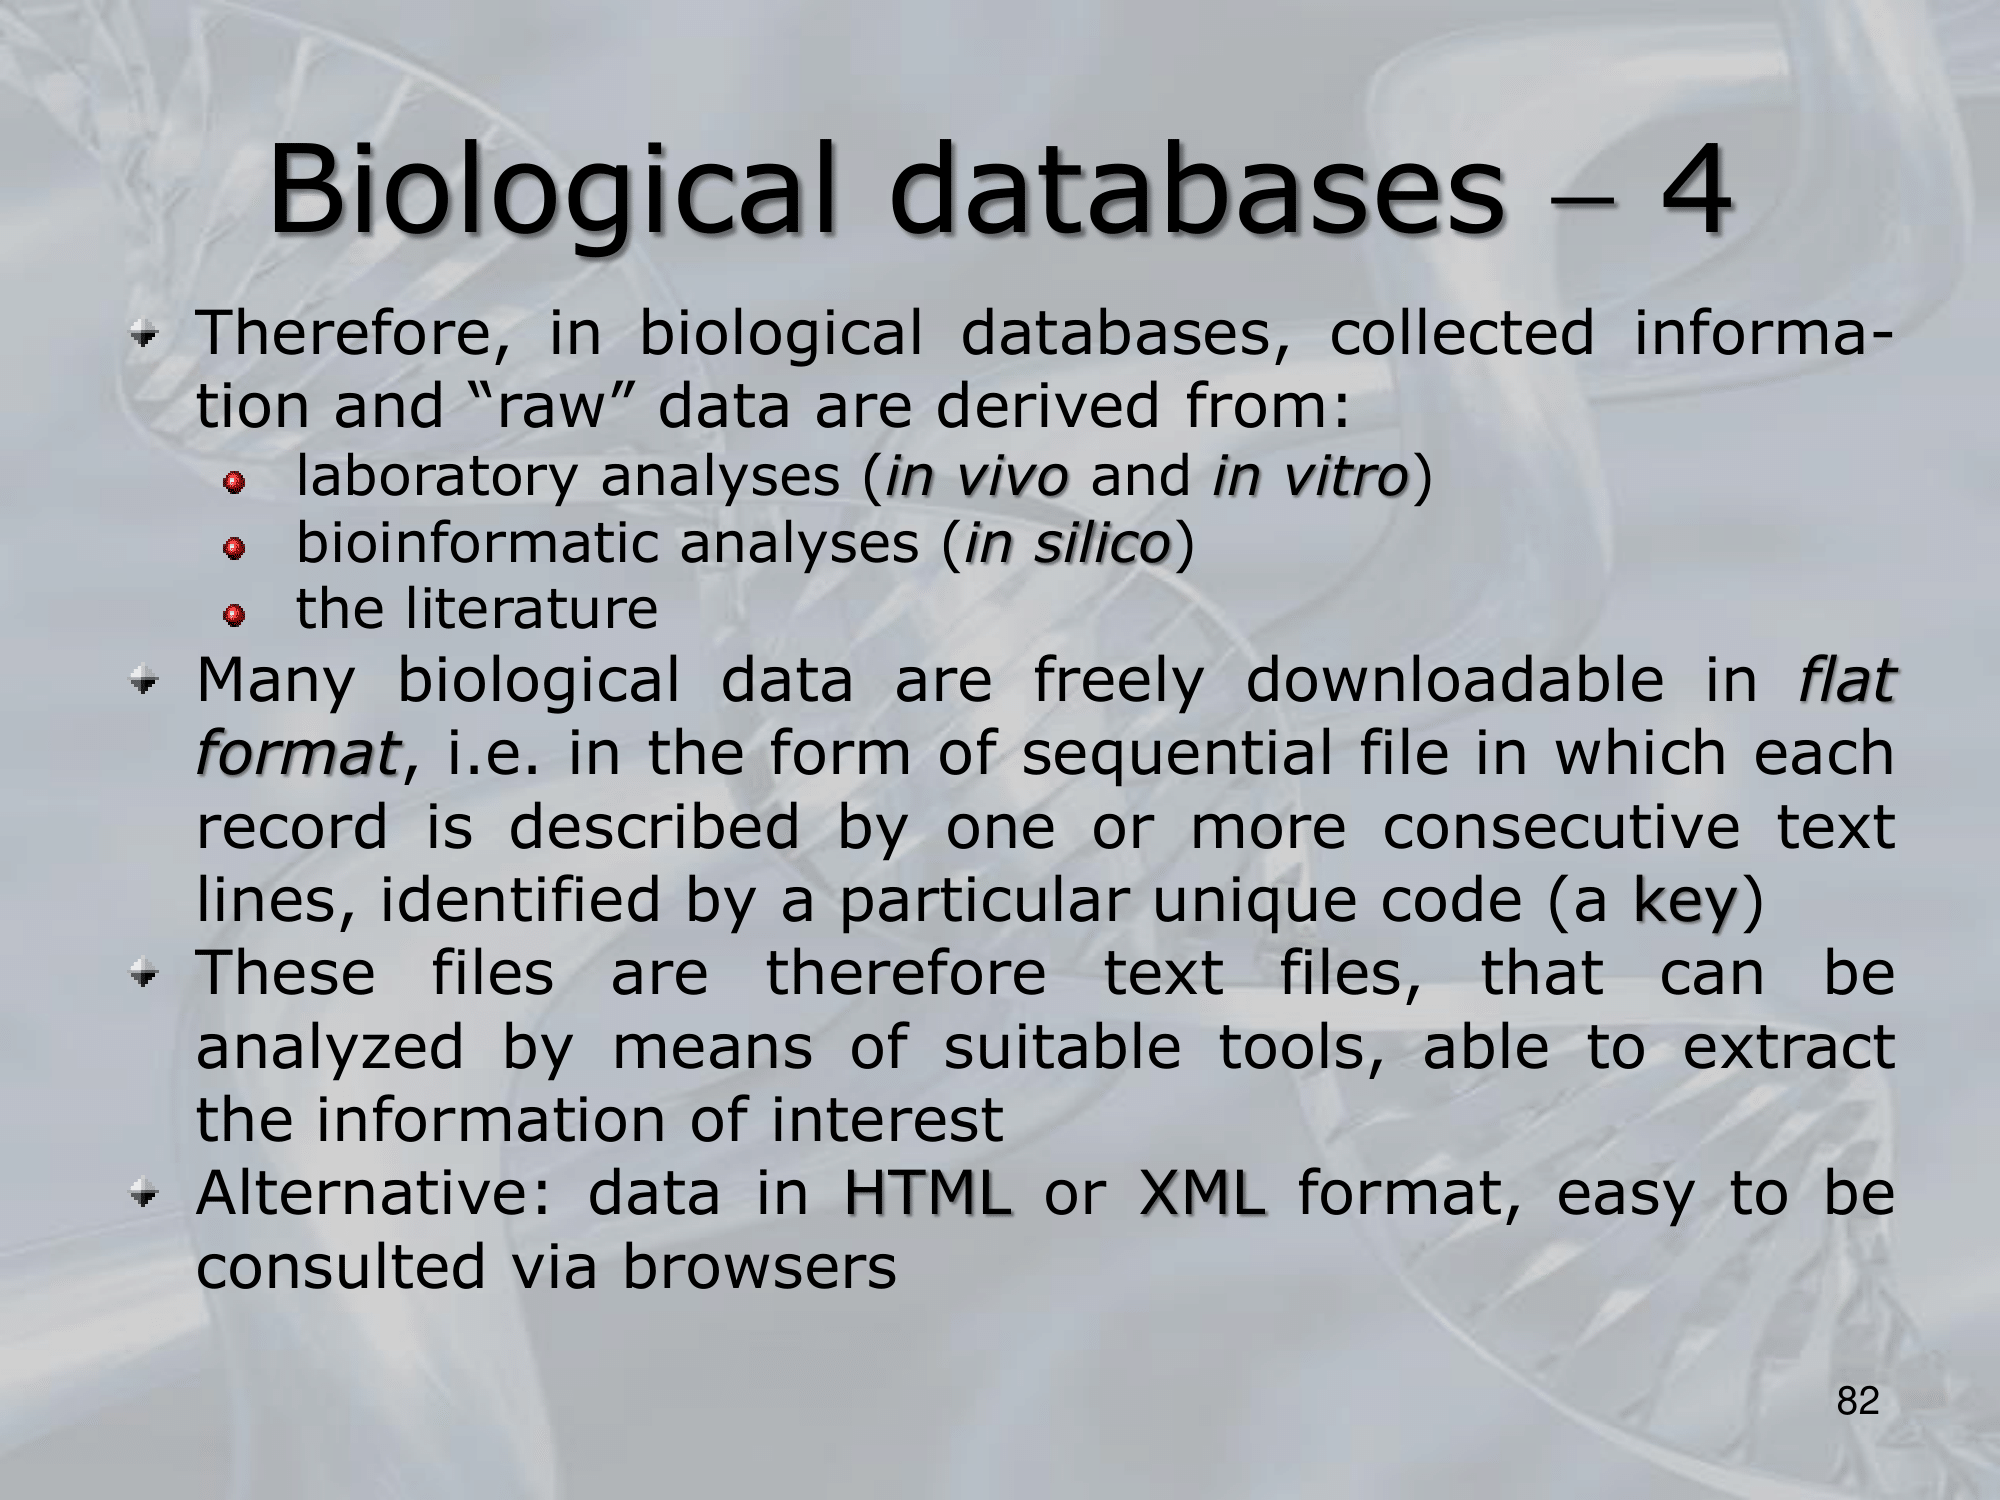 Biological databases – 4
Therefore, in biological databases, collected informa-
tion and “raw” data are derived from:
laboratory analyses (in vivo and in vitro)
bioinformatic analyses (in silico)
the literature
Many biological data are freely downloadable in flat
format, i.e. in the form of sequential file in which each
record is described by one or more consecutive text
lines, identified by a particular unique code (a key)
These files are therefore text files, that can be
analyzed by means of suitable tools, able to extract
the information of interest
Alternative: data in HTML or XML format, easy to be
consulted via browsers
82